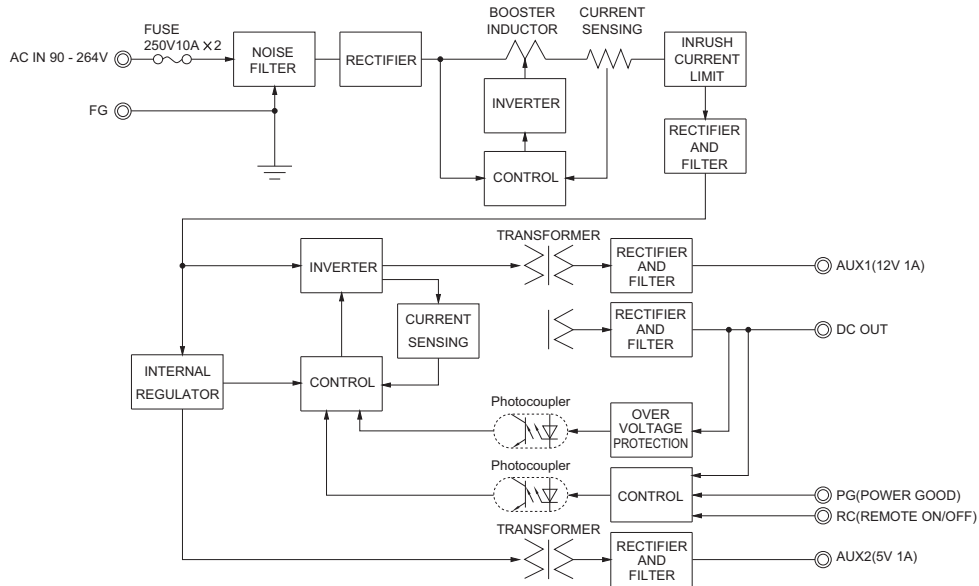 BOOSTER
INDUCTOR
CURRENT
SENSING
FUSE
250V10A ×2
AC IN 90 - 264V
NOISE
FILTER
RECTIFIER
INRUSH
CURRENT
LIMIT
INVERTER
FG
RECTIFIER
AND
FILTER
CONTROL
TRANSFORMER
INVERTER
RECTIFIER
AND
FILTER
AUX1(12V 1A)
CURRENT
SENSING
RECTIFIER
AND
FILTER
DC OUT
INTERNAL
REGULATOR
CONTROL
Photocoupler
OVER
VOLTAGE
PROTECTION
Photocoupler
CONTROL
PG(POWER GOOD)
RC(REMOTE ON/OFF)
TRANSFORMER
RECTIFIER
AND
FILTER
AUX2(5V 1A)